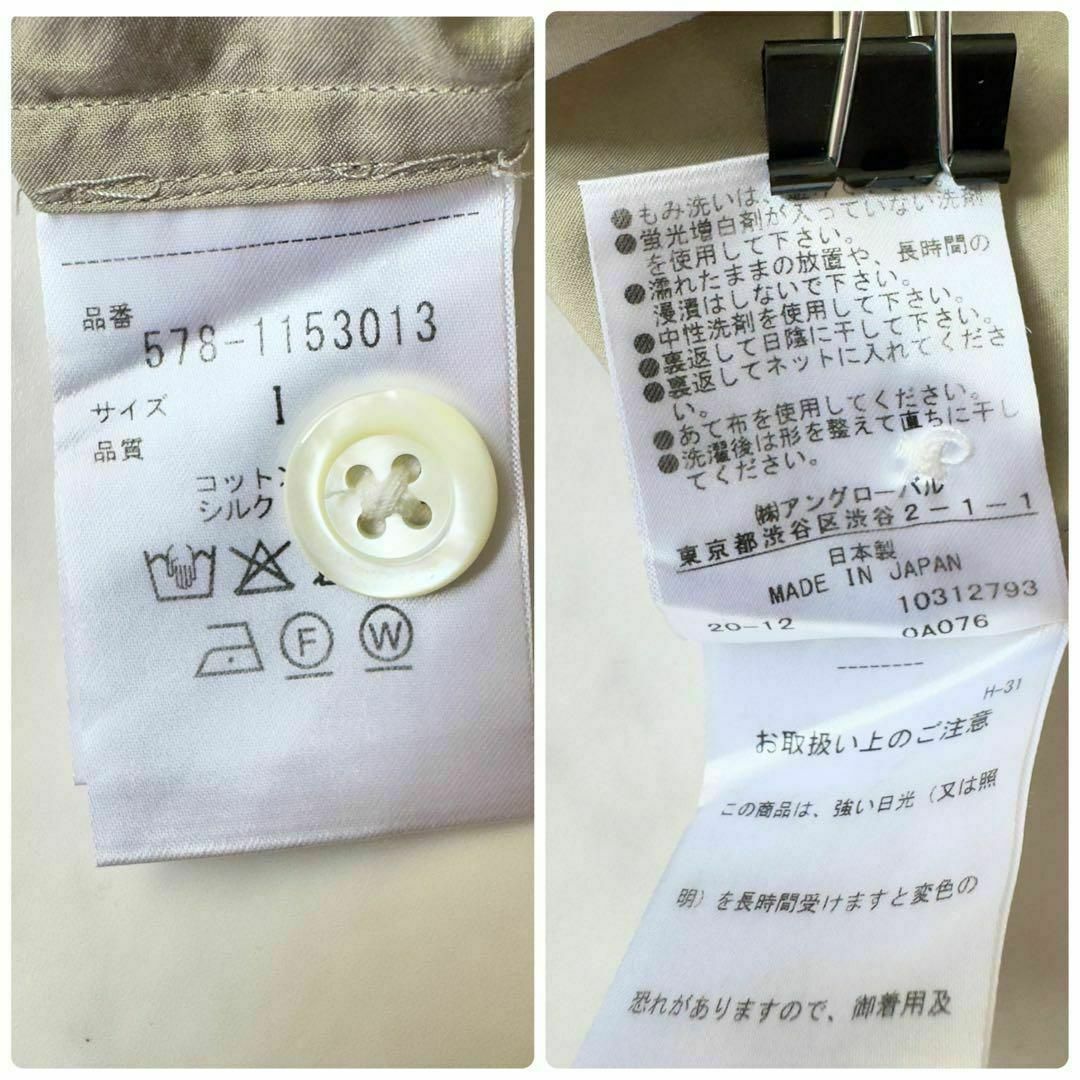 品番
578-1153013
サイズ I
品質
コットン
シルク
F W
●もみ洗いは、
●蛍光増白剤が入っていない洗剤
を使用して下さい。
●濡れたままの放置や、長時間の
浸漬はしないで下さい。
●中性洗剤を使用して下さい。
●裏返して日陰に干して下さい。
●裏返してネットに入れてくださ
い。
●あて布を使用してください。
●洗濯後は形を整えて直ちに干し
てください。
㈱アングローバル
東京都渋谷区渋谷2-1-1
日本製
MADE IN JAPAN
10312793
20-12 0A076
H-31
お取扱い上のご注意
この商品は、強い日光(又は照
明)を長時間受けますと変色の
恐れがありますので、御着用及